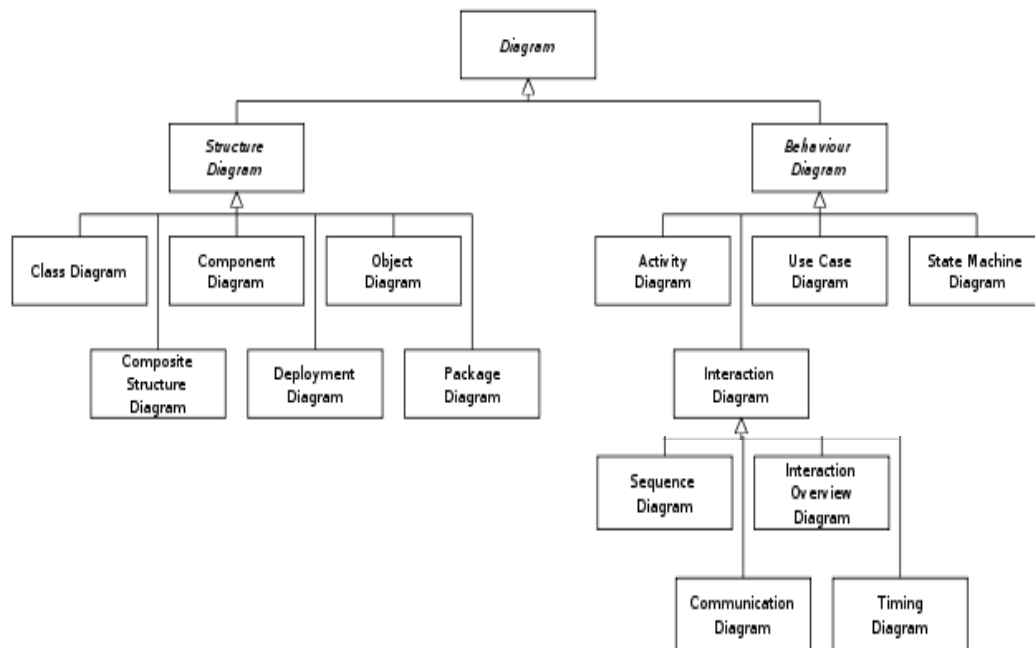 Diagram
Structure
Diagram
Behaviour
Diagram
Class Diagram
Component
Diagram
Object
Diagram
Activity
Diagram
Use Case
Diagram
State Machine
Diagram
Composite
Structure
Diagram
Deployment
Diagram
Package
Diagram
Interaction
Diagram
Sequence
Diagram
Interaction
Overview
Diagram
Communication
Diagram
Timing
Diagram